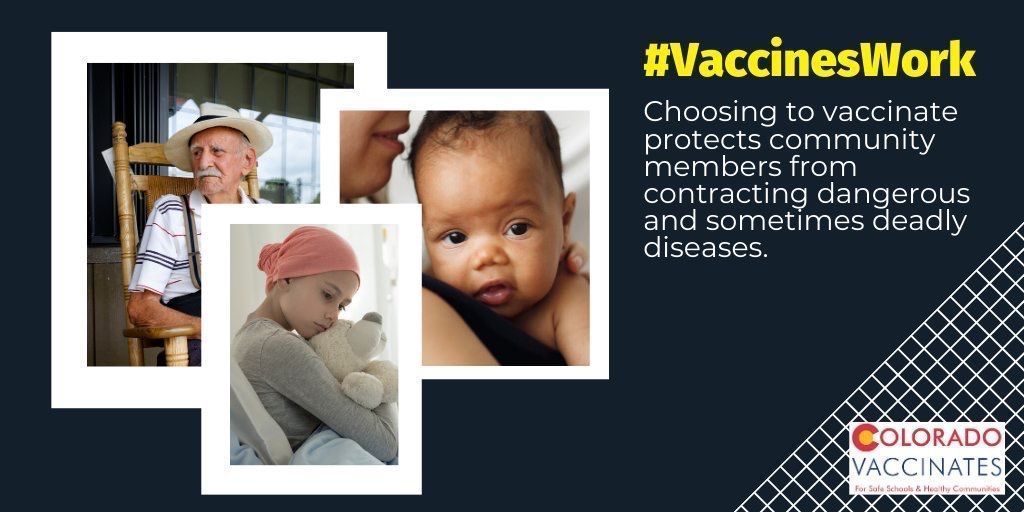 #VaccinesWork
Choosing to vaccinate
protects community
members from
contracting dangerous
and sometimes deadly
diseases.
COLORADO
VACCINATES
For Safe Schools & Healthy Communities